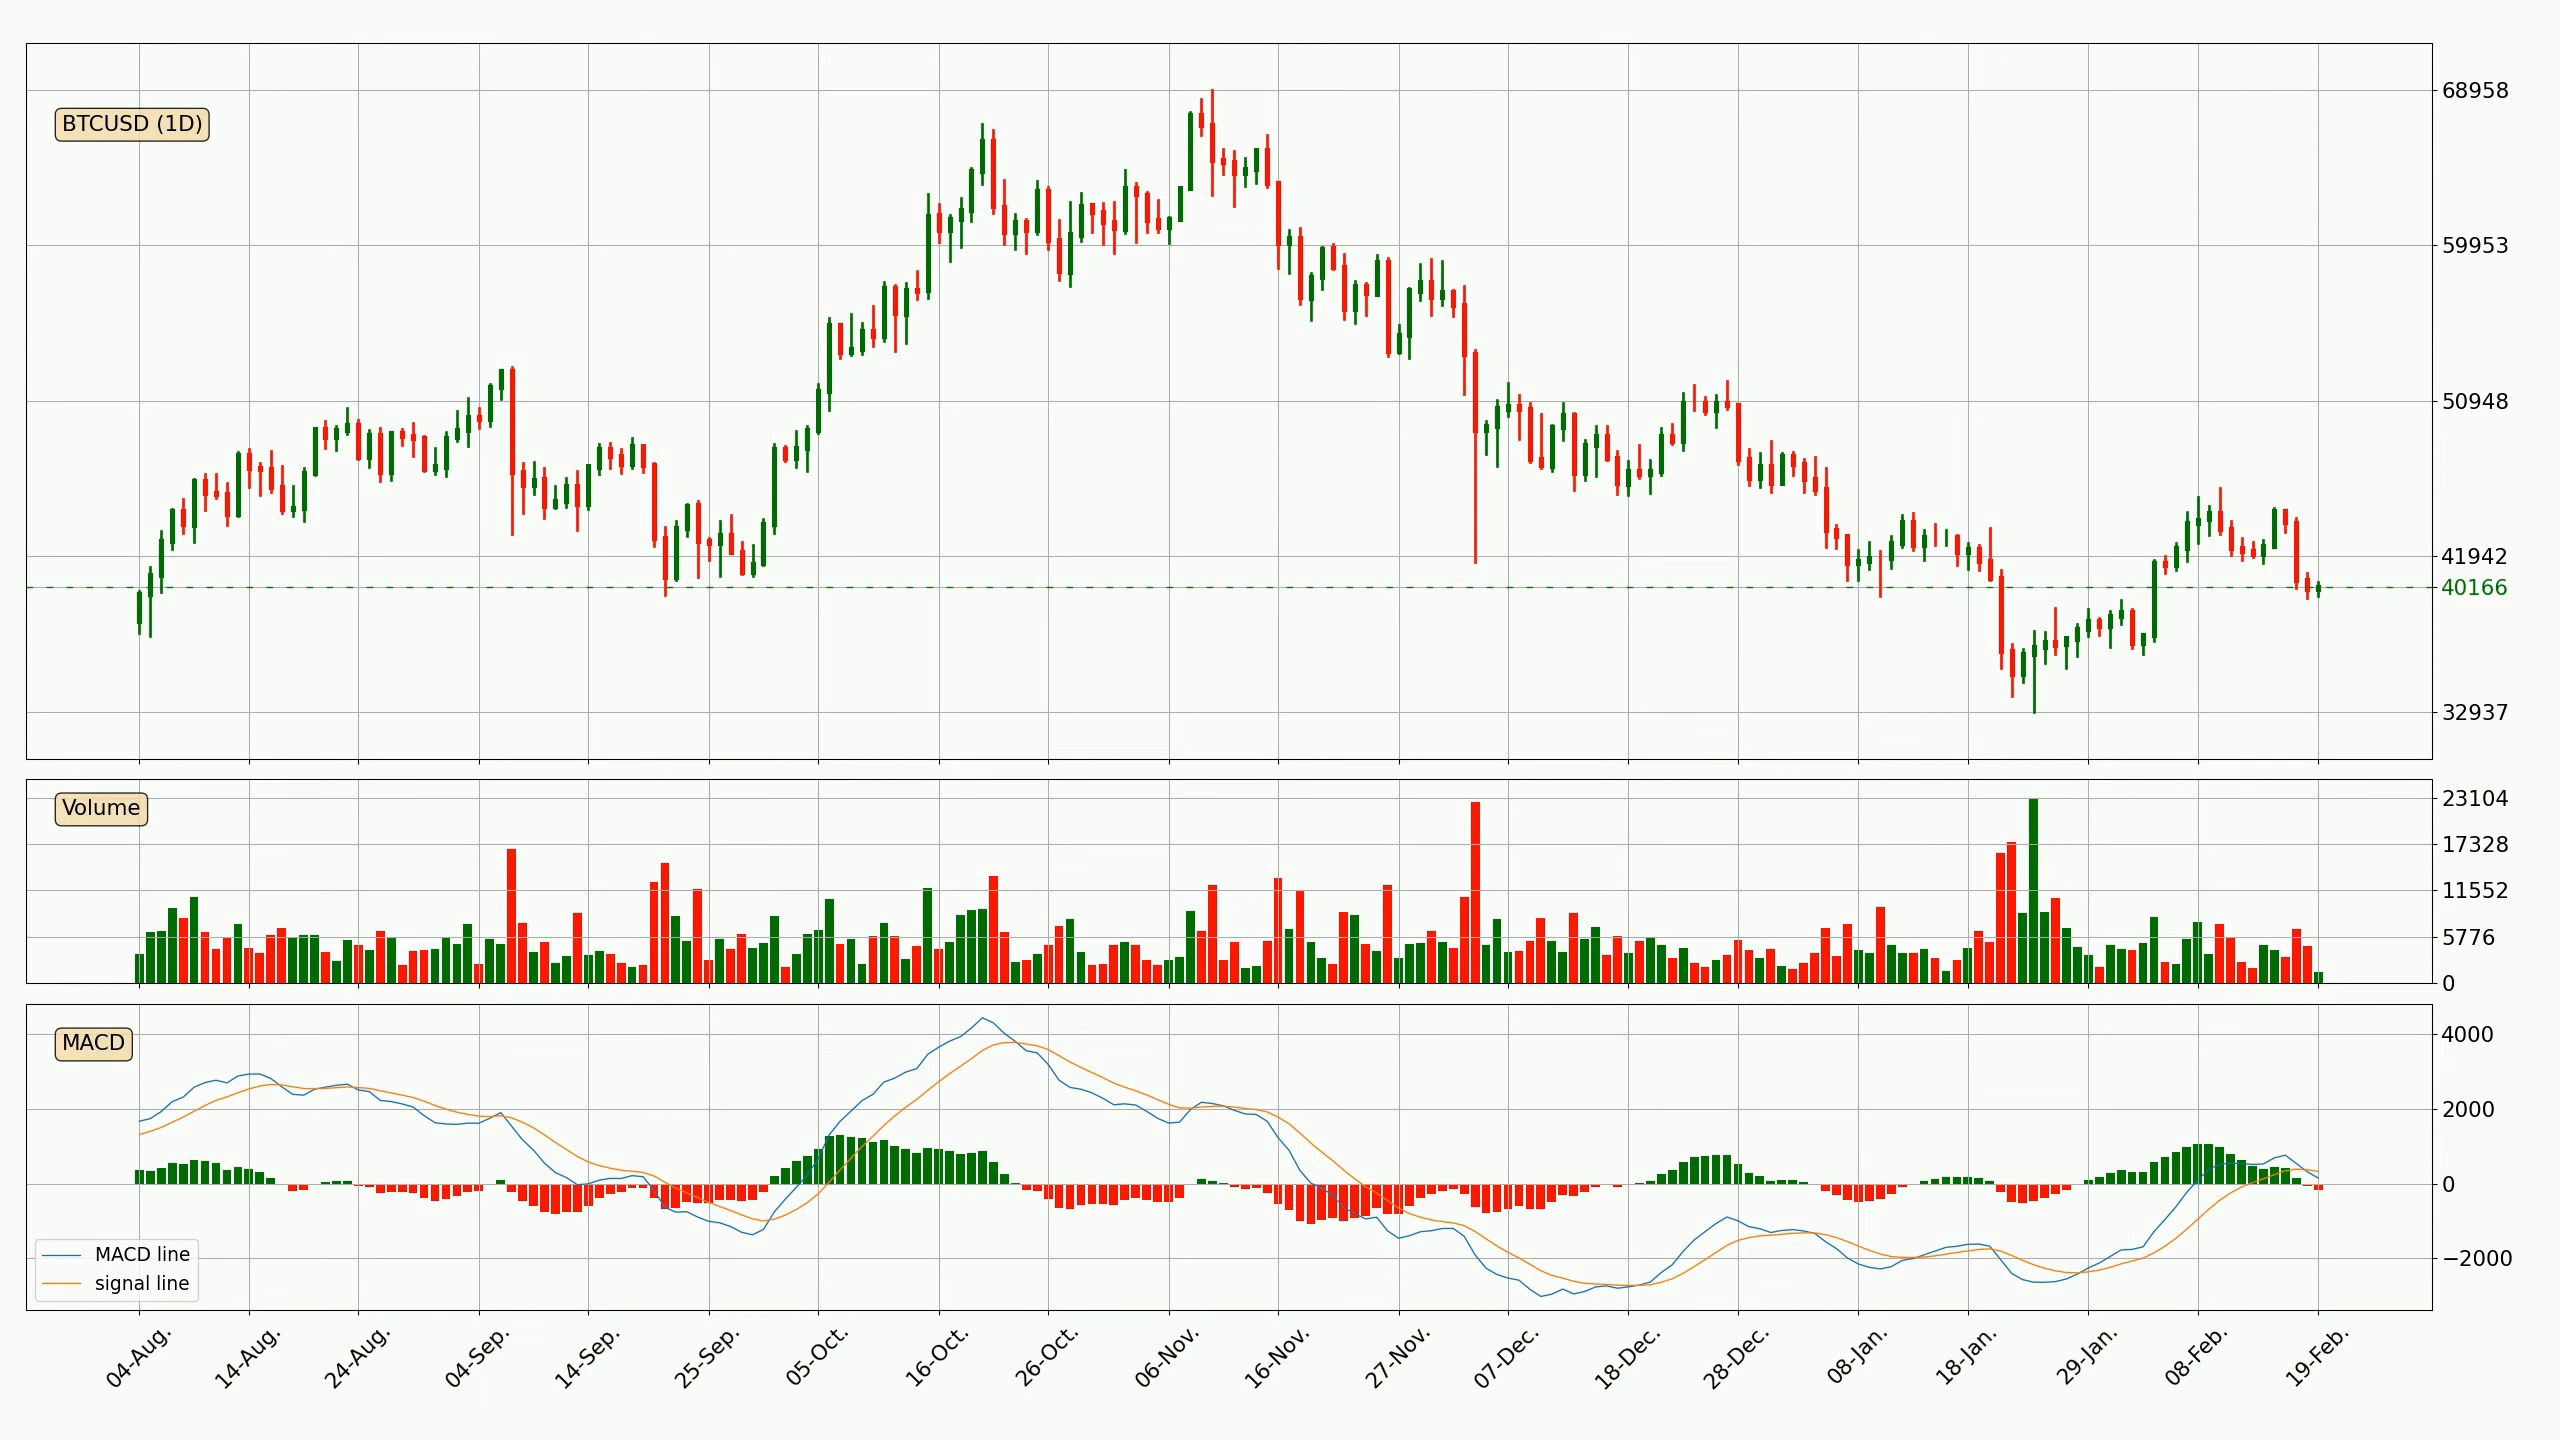 BTCUSD (1D)
68958
59953
50948
41942
40166
32937
Volume
23104
17328
11552
5776
0
MACD
4000
2000
0
−2000
MACD line
signal line
04-Aug.
14-Aug.
24-Aug.
04-Sep.
14-Sep.
25-Sep.
05-Oct.
16-Oct.
26-Oct.
06-Nov.
16-Nov.
27-Nov.
07-Dec.
18-Dec.
28-Dec.
08-Jan.
18-Jan.
29-Jan.
08-Feb.
19-Feb.